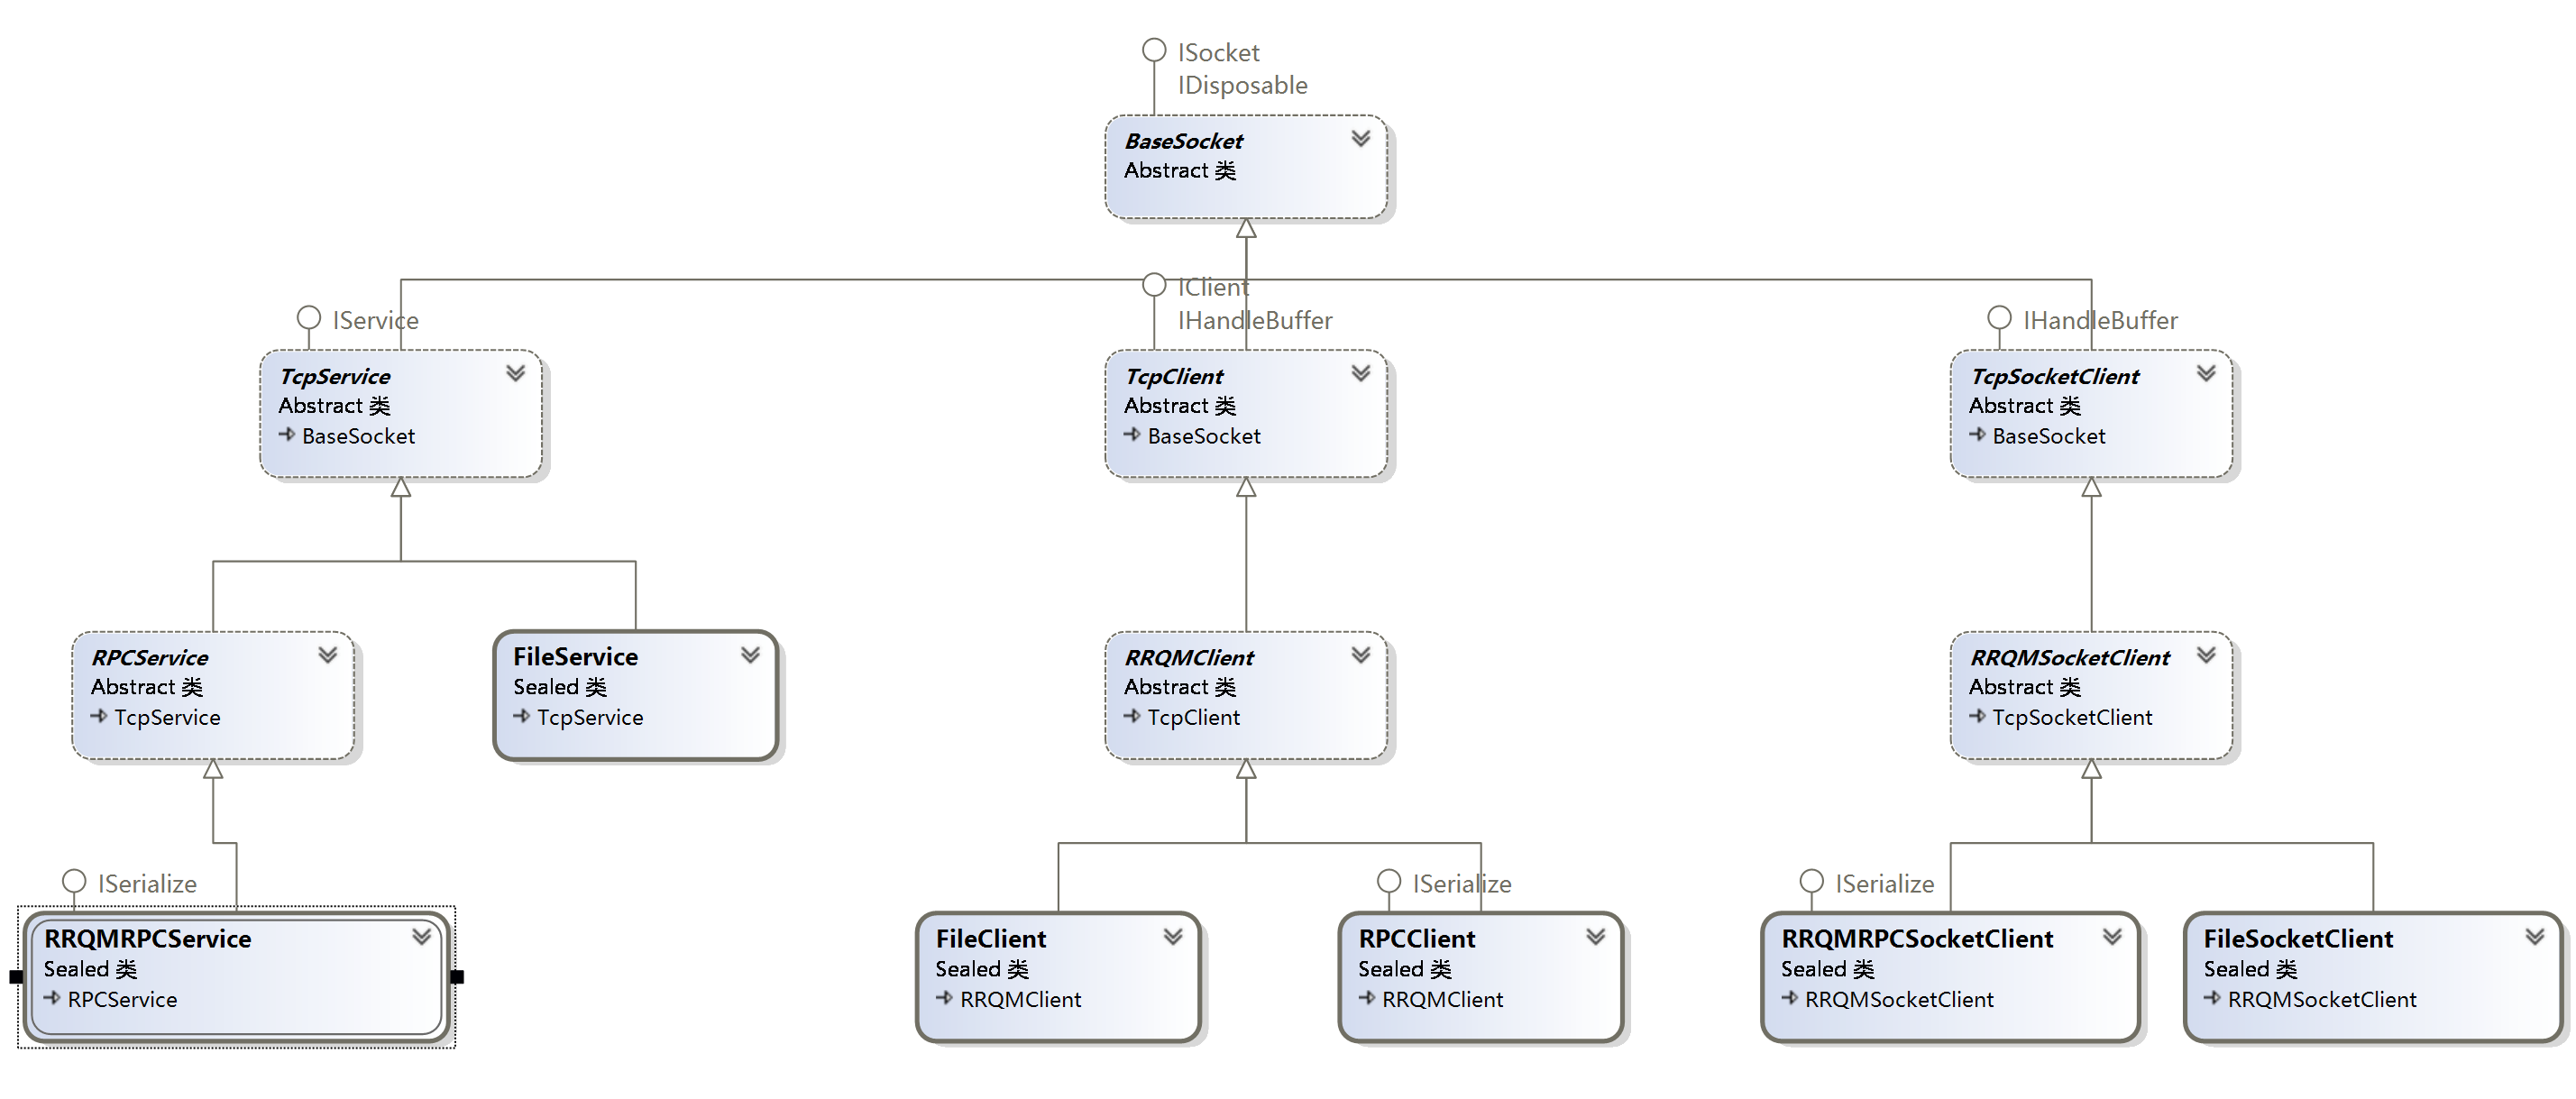 ISocket
IDisposable
BaseSocket
Abstract 类
IService
TcpService
Abstract 类
BaseSocket
IClient
IHandleBuffer
TcpClient
Abstract 类
BaseSocket
IHandleBuffer
TcpSocketClient
Abstract 类
BaseSocket
RPCService
Abstract 类
TcpService
FileService
Sealed 类
TcpService
RRQMClient
Abstract 类
TcpClient
RRQMSocketClient
Abstract 类
TcpSocketClient
ISerialize
RRQMRPCService
Sealed 类
RPCService
FileClient
Sealed 类
RRQMClient
ISerialize
RPCClient
Sealed 类
RRQMClient
ISerialize
RRQMRPCSocketClient
Sealed 类
RRQMSocketClient
FileSocketClient
Sealed 类
RRQMSocketClient